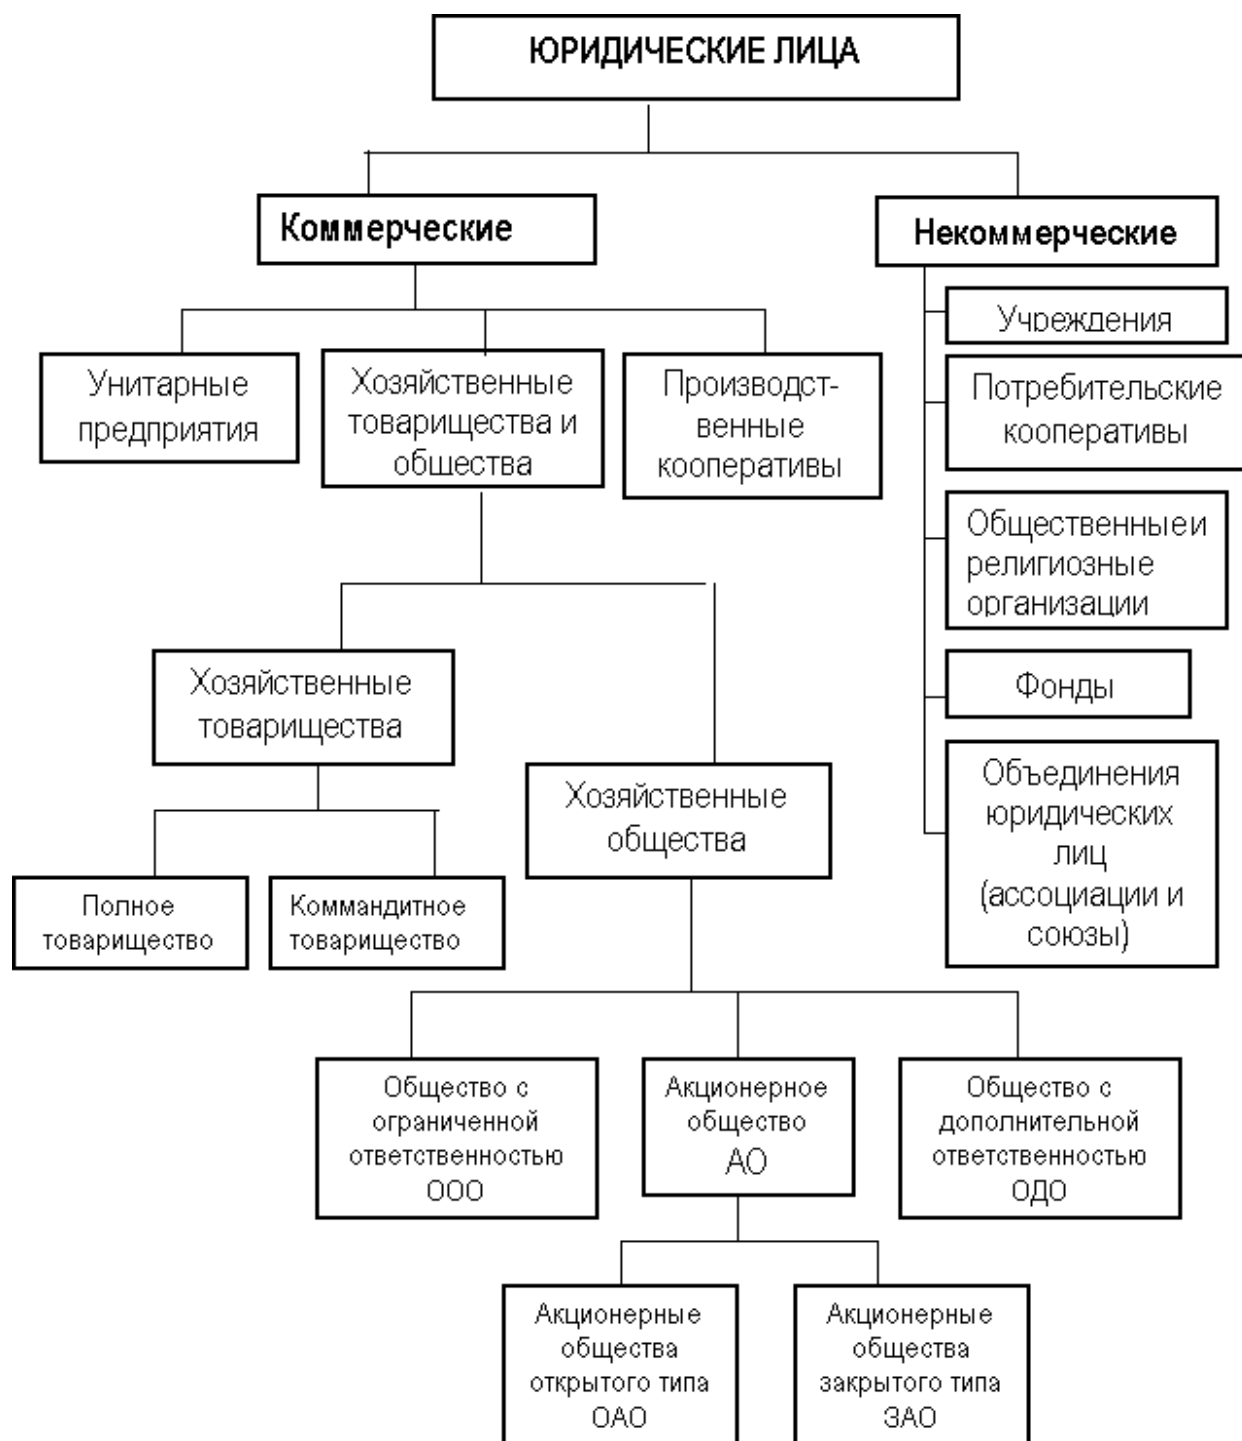 ЮРИДИЧЕСКИЕ ЛИЦА
Коммерческие
Некоммерческие
Унитарные
предприятия
Хозяйственные
товарищества и
общества
Производст-
венные
кооперативы
Учреждения
Потребительские
кооперативы
Общественные и
религиозные
организации
Фонды
Объединения
юридических
лиц
(ассоциации и
союзы)
Хозяйственные
товарищества
Хозяйственные
общества
Полное
товарищество
Коммандитное
товарищество
Общество с
ограниченной
ответственностью
ООО
Акционерное
общество
АО
Общество с
дополнительной
ответственностью
ОДО
Акционерные
общества
открытого типа
ОАО
Акционерные
общества
закрытого типа
ЗАО